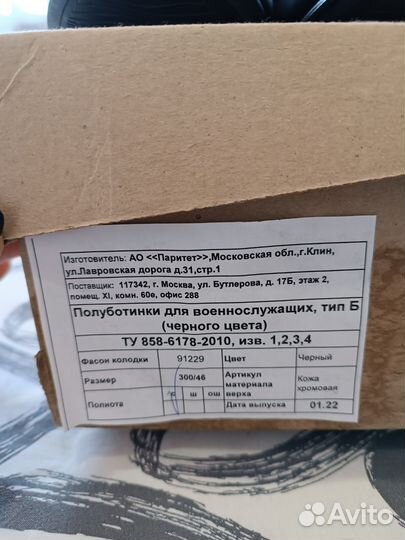 Изготовитель: АО <<Паритет>>,Московская обл.,г.Клин,
ул.Лавровская дорога д.31,стр.1
Поставщик: 117342, г. Москва, ул. Бутлерова, д. 17Б, этаж 2,
помещ. XI, комн. 60е, офис 288
Полуботинки для военнослужащих, тип Б
(черного цвета)
ТУ 858-6178-2010, изв. 1,2,3,4
Фасон колодки 91229 Цвет Черный
Размер 300/46 Артикул материала верха Кожа хромовая
Полнота ш ош Дата выпуска 01.22
Avito